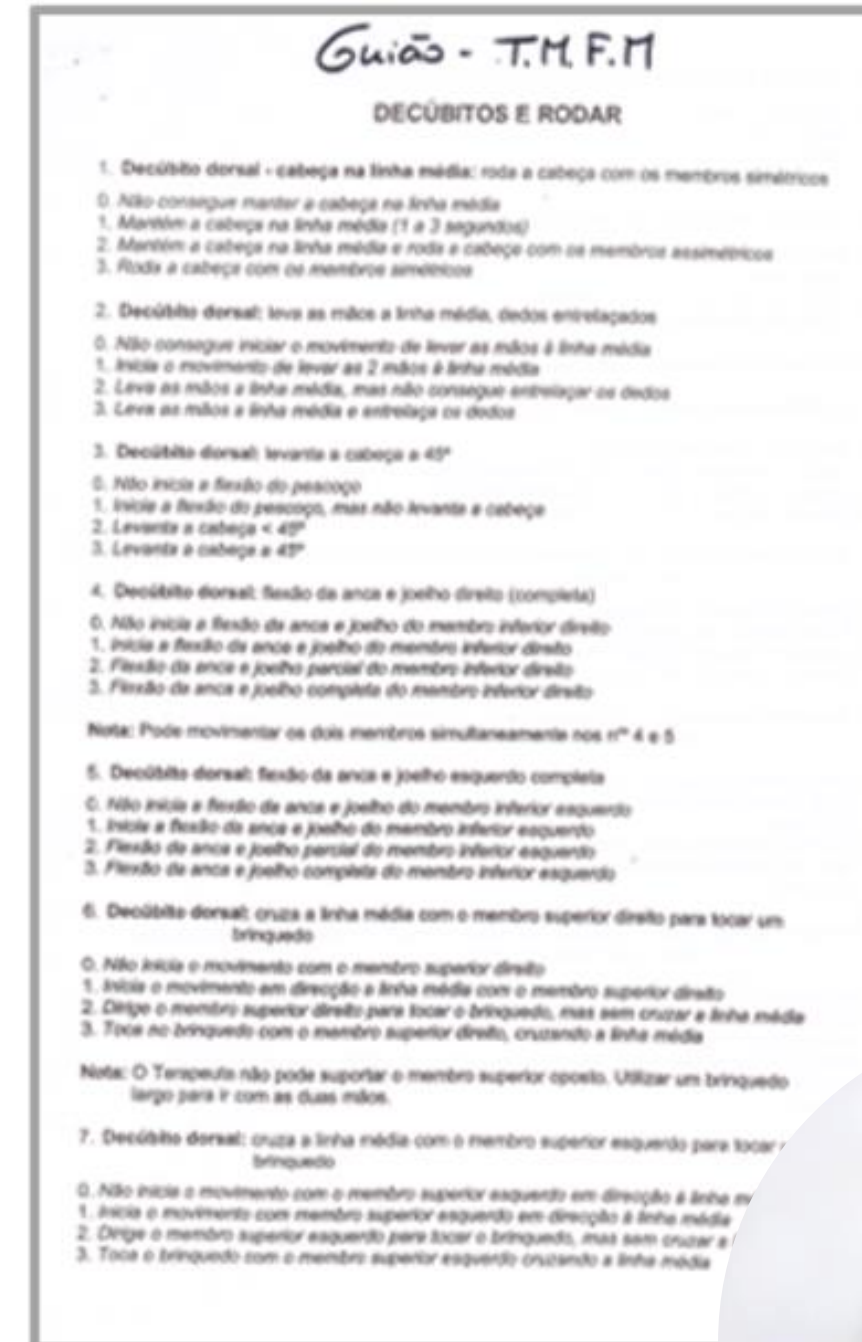 Guião - T.M.F.M
DECÚBITOS E RODAR
1. Decúbito dorsal - cabeça na linha média: roda a cabeça com os membros simétricos
0. Não consegue manter a cabeça na linha média
1. Mantém a cabeça na linha média (1 a 3 segundos)
2. Mantém a cabeça na linha média e roda a cabeça com os membros assimétricos
3. Roda a cabeça com os membros simétricos
2. Decúbito dorsal: leva as mãos a linha média, dedos entrelaçados
0. Não consegue iniciar o movimento de levar as mãos à linha média
1. Inicia o movimento de levar as 2 mãos à linha média
2. Leva as mãos a linha média, mas não consegue entrelaçar os dedos
3. Leva as mãos a linha média e entrelaça os dedos
3. Decúbito dorsal: levanta a cabeça a 45º
0. Não inicia a flexão do pescoço
1. Inicia a flexão do pescoço, mas não levanta a cabeça
2. Levanta a cabeça < 45º
3. Levanta a cabeça a 45º
4. Decúbito dorsal: flexão da anca e joelho direito (completa)
0. Não inicia a flexão da anca e joelho do membro inferior direito
1. Inicia a flexão da anca e joelho do membro inferior direito
2. Flexão da anca e joelho parcial do membro inferior direito
3. Flexão da anca e joelho completa do membro inferior direito
Nota: Pode movimentar os dois membros simultaneamente nos nºs 4 e 5
5. Decúbito dorsal: flexão da anca e joelho esquerdo completa
0. Não inicia a flexão da anca e joelho do membro inferior esquerdo
1. Inicia a flexão da anca e joelho do membro inferior esquerdo
2. Flexão da anca e joelho parcial do membro inferior esquerdo
3. Flexão da anca e joelho completa do membro inferior esquerdo
6. Decúbito dorsal: cruza a linha média com o membro superior direito para tocar um
brinquedo
0. Não inicia o movimento com o membro superior direito
1. Inicia o movimento em direcção a linha média com o membro superior direito
2. Dirige o membro superior direito para tocar o brinquedo, mas sem cruzar a linha média
3. Toca no brinquedo com o membro superior direito, cruzando a linha média
Nota: O Terapeuta não pode suportar o membro superior oposto. Utilizar um brinquedo
largo para ir com as duas mãos.
7. Decúbito dorsal: cruza a linha média com o membro superior esquerdo para tocar
brinquedo
0. Não inicia o movimento com o membro superior esquerdo em direcção à linha
1. Inicia o movimento com membro superior esquerdo em direcção à linha média
2. Dirige o membro superior esquerdo para tocar o brinquedo, mas sem cruzar a
3. Toca o brinquedo com o membro superior esquerdo cruzando a linha média